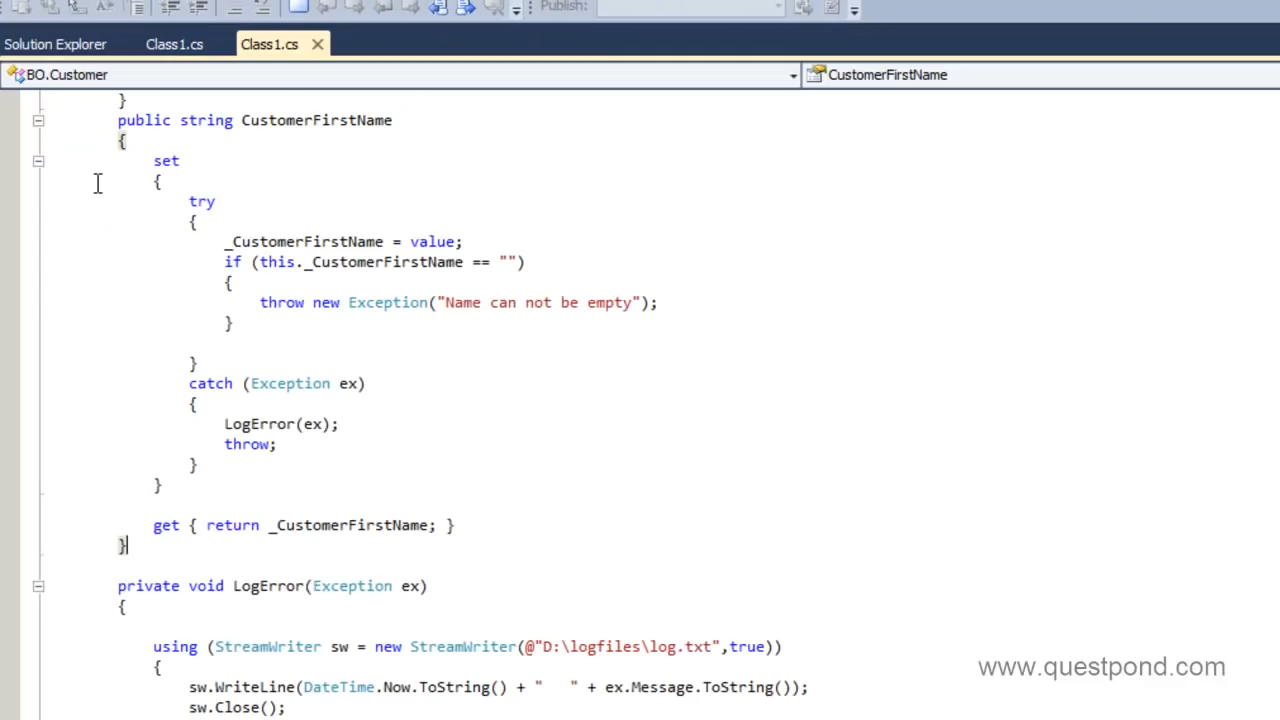 Publish:
Solution Explorer Class1.cs Class1.cs
BO.Customer CustomerFirstName
}
public string CustomerFirstName
{
set
{
try
{
_CustomerFirstName = value;
if (this._CustomerFirstName == "")
{
throw new Exception("Name can not be empty");
}
}
catch (Exception ex)
{
LogError(ex);
throw;
}
}
get { return _CustomerFirstName; }
}
private void LogError(Exception ex)
{
using (StreamWriter sw = new StreamWriter(@"D:\logfiles\log.txt",true))
{
sw.WriteLine(DateTime.Now.ToString() + "   " + ex.Message.ToString());
sw.Close();
www.questpond.com